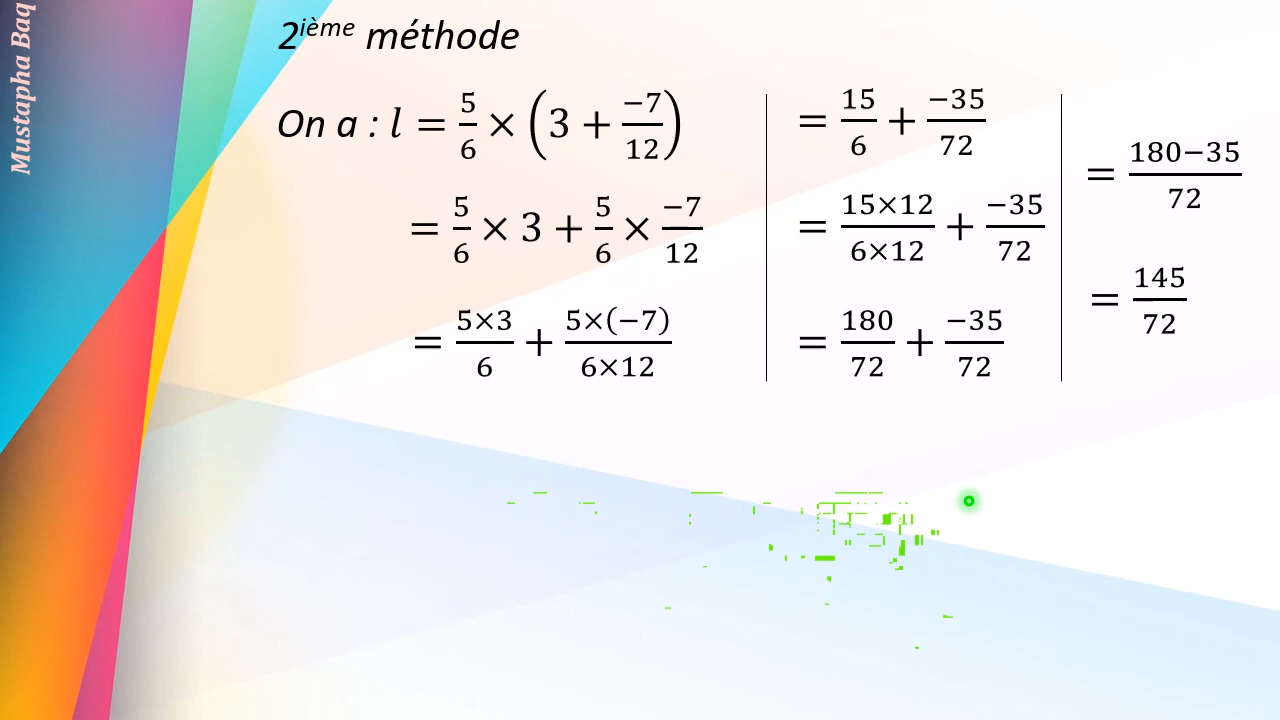 Mustapha Baq
2ième méthode
On a : l = 5/6 × (3 + −7/12)
= 5/6 × 3 + 5/6 × −7/12
= 5×3/6 + 5×(−7)/6×12
= 15/6 + −35/72
= 15×12/6×12 + −35/72
= 180/72 + −35/72
= 180−35/72
= 145/72